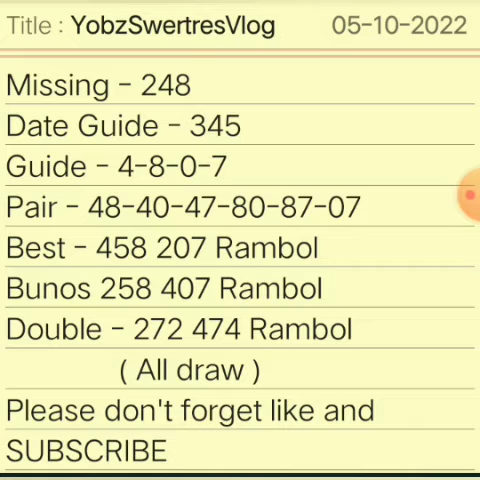 Title : YobzSwertresVlog 05-10-2022
Missing - 248
Date Guide - 345
Guide - 4-8-0-7
Pair - 48-40-47-80-87-07
Best - 458 207 Rambol
Bunos 258 407 Rambol
Double - 272 474 Rambol
( All draw )
Please don't forget like and
SUBSCRIBE